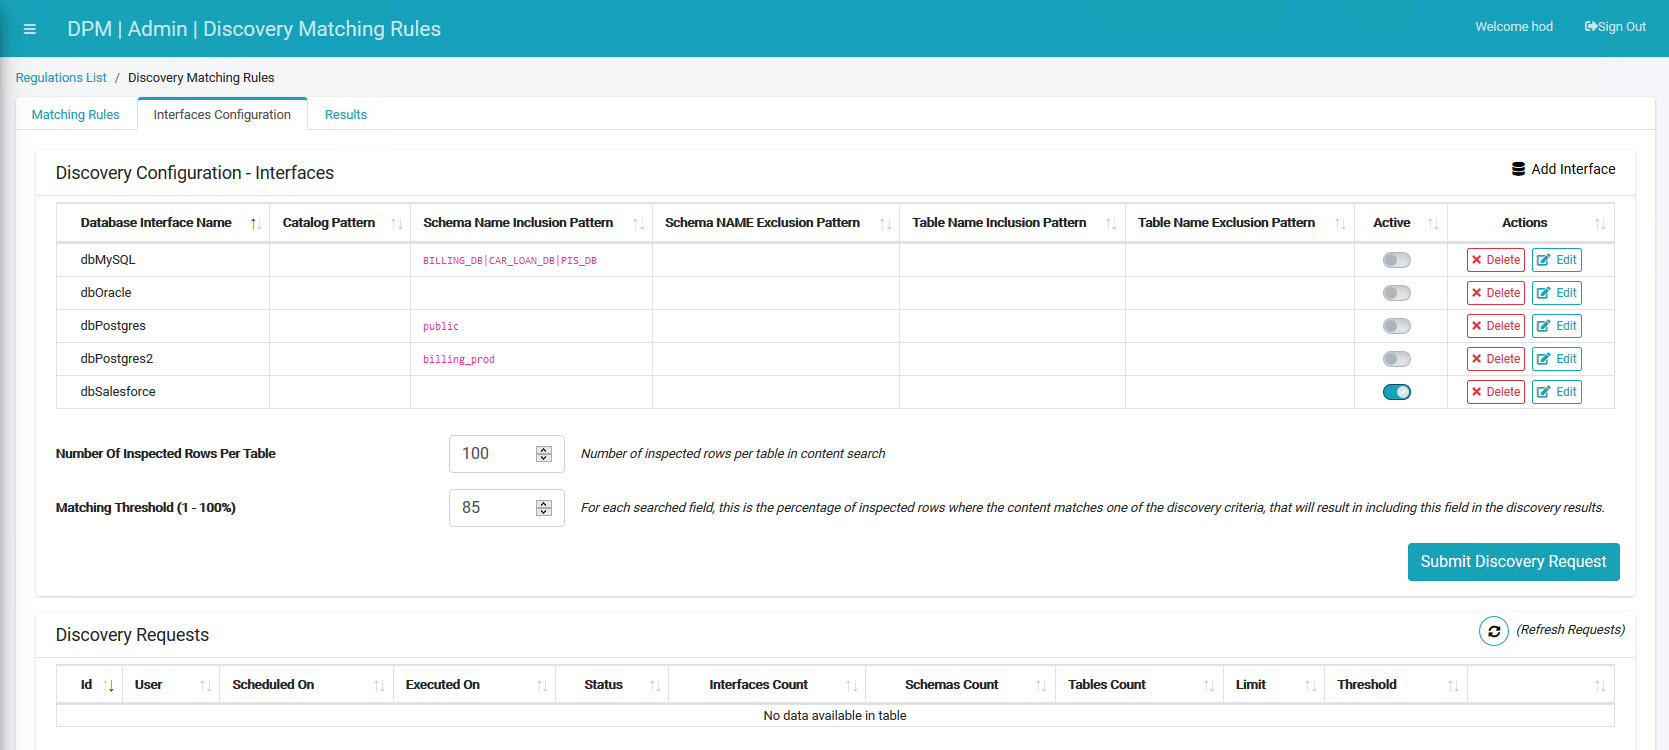 DPM | Admin | Discovery Matching Rules
Welcome hod
Sign Out
Regulations List / Discovery Matching Rules
Matching Rules
Interfaces Configuration
Results
Discovery Configuration - Interfaces
Add Interface
Database Interface Name Catalog Pattern Schema Name Inclusion Pattern Schema NAME Exclusion Pattern Table Name Inclusion Pattern Table Name Exclusion Pattern Active Actions
dbMySQL BILLING_DB|CAR_LOAN_DB|PIS_DB Delete Edit
dbOracle Delete Edit
dbPostgres public Delete Edit
dbPostgres2 billing_prod Delete Edit
dbSalesforce Delete Edit
Number Of Inspected Rows Per Table 100 Number of inspected rows per table in content search
Matching Threshold (1 - 100%) 85 For each searched field, this is the percentage of inspected rows where the content matches one of the discovery criteria, that will result in including this field in the discovery results.
Submit Discovery Request
Discovery Requests
(Refresh Requests)
Id User Scheduled On Executed On Status Interfaces Count Schemas Count Tables Count Limit Threshold
No data available in table